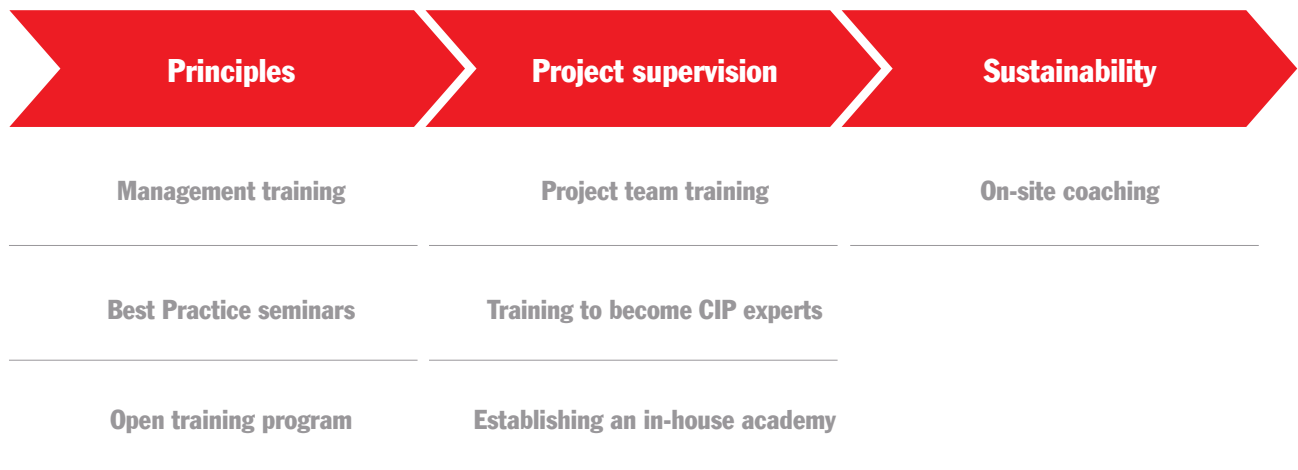 Principles
Project supervision
Sustainability
Management training
Project team training
On-site coaching
Best Practice seminars
Training to become CIP experts
Open training program
Establishing an in-house academy